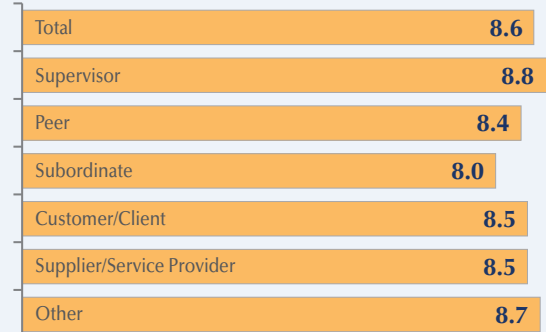 Total 8.6
Supervisor 8.8
Peer 8.4
Subordinate 8.0
Customer/Client 8.5
Supplier/Service Provider 8.5
Other 8.7